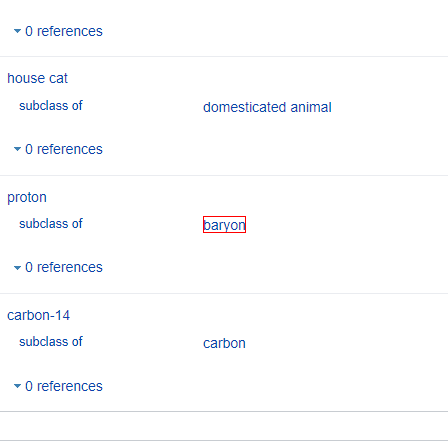 0 references
house cat
subclass of domesticated animal
0 references
proton
subclass of baryon
0 references
carbon-14
subclass of carbon
0 references